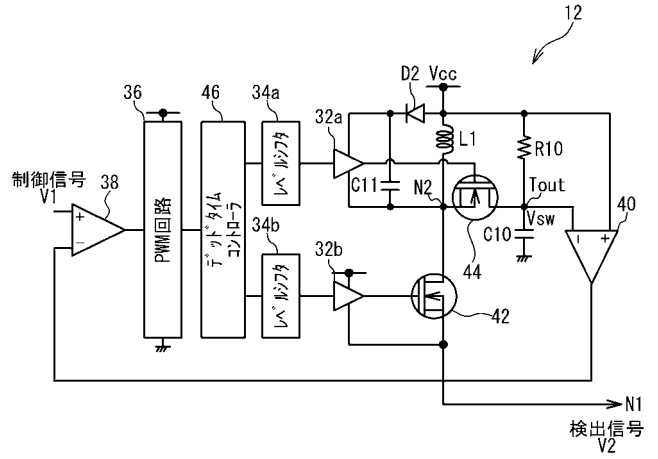 12
36
46
34a
D2
Vcc
32a
L1
R10
レベルシフタ
C11
N2
Tout
40
制御信号
V1
38
+
−
PWM回路
デッドタイム
コントローラ
34b
32b
Vsw
C10
−
+
44
レベルシフタ
42
N1
検出信号
V2